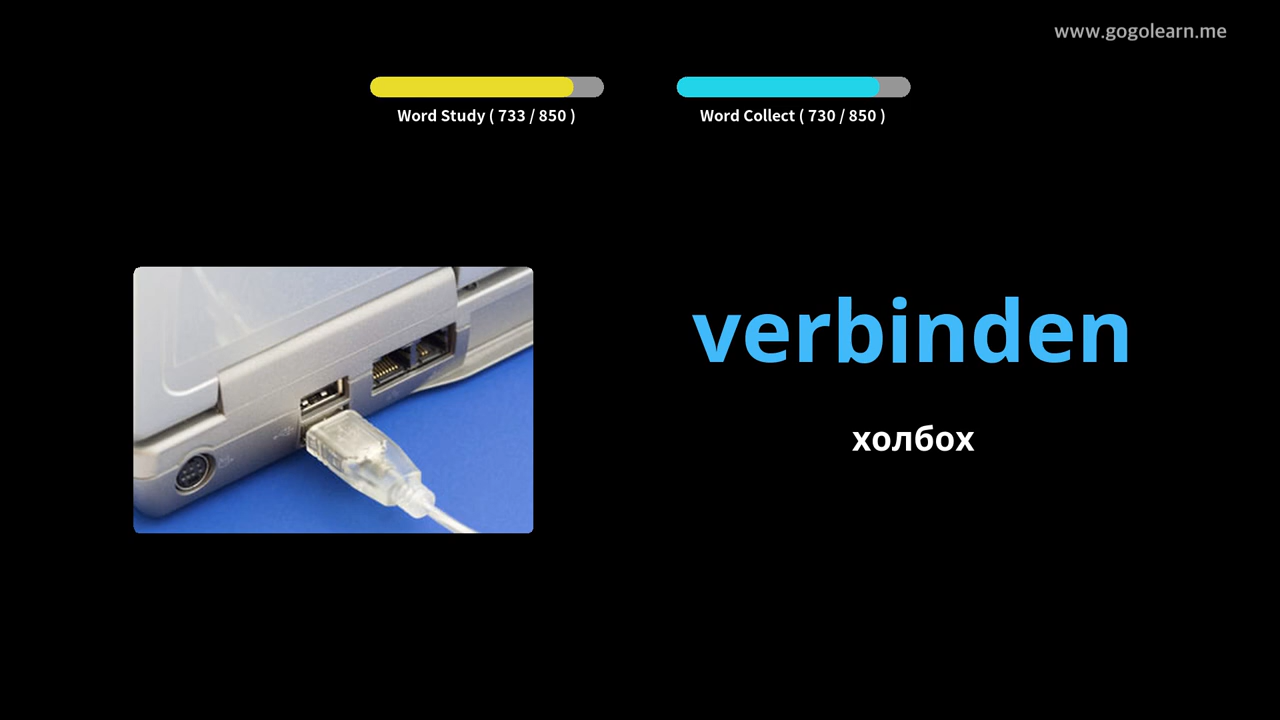 www.gogolearn.me
Word Study ( 733 / 850 )
Word Collect ( 730 / 850 )
verbinden
холбох